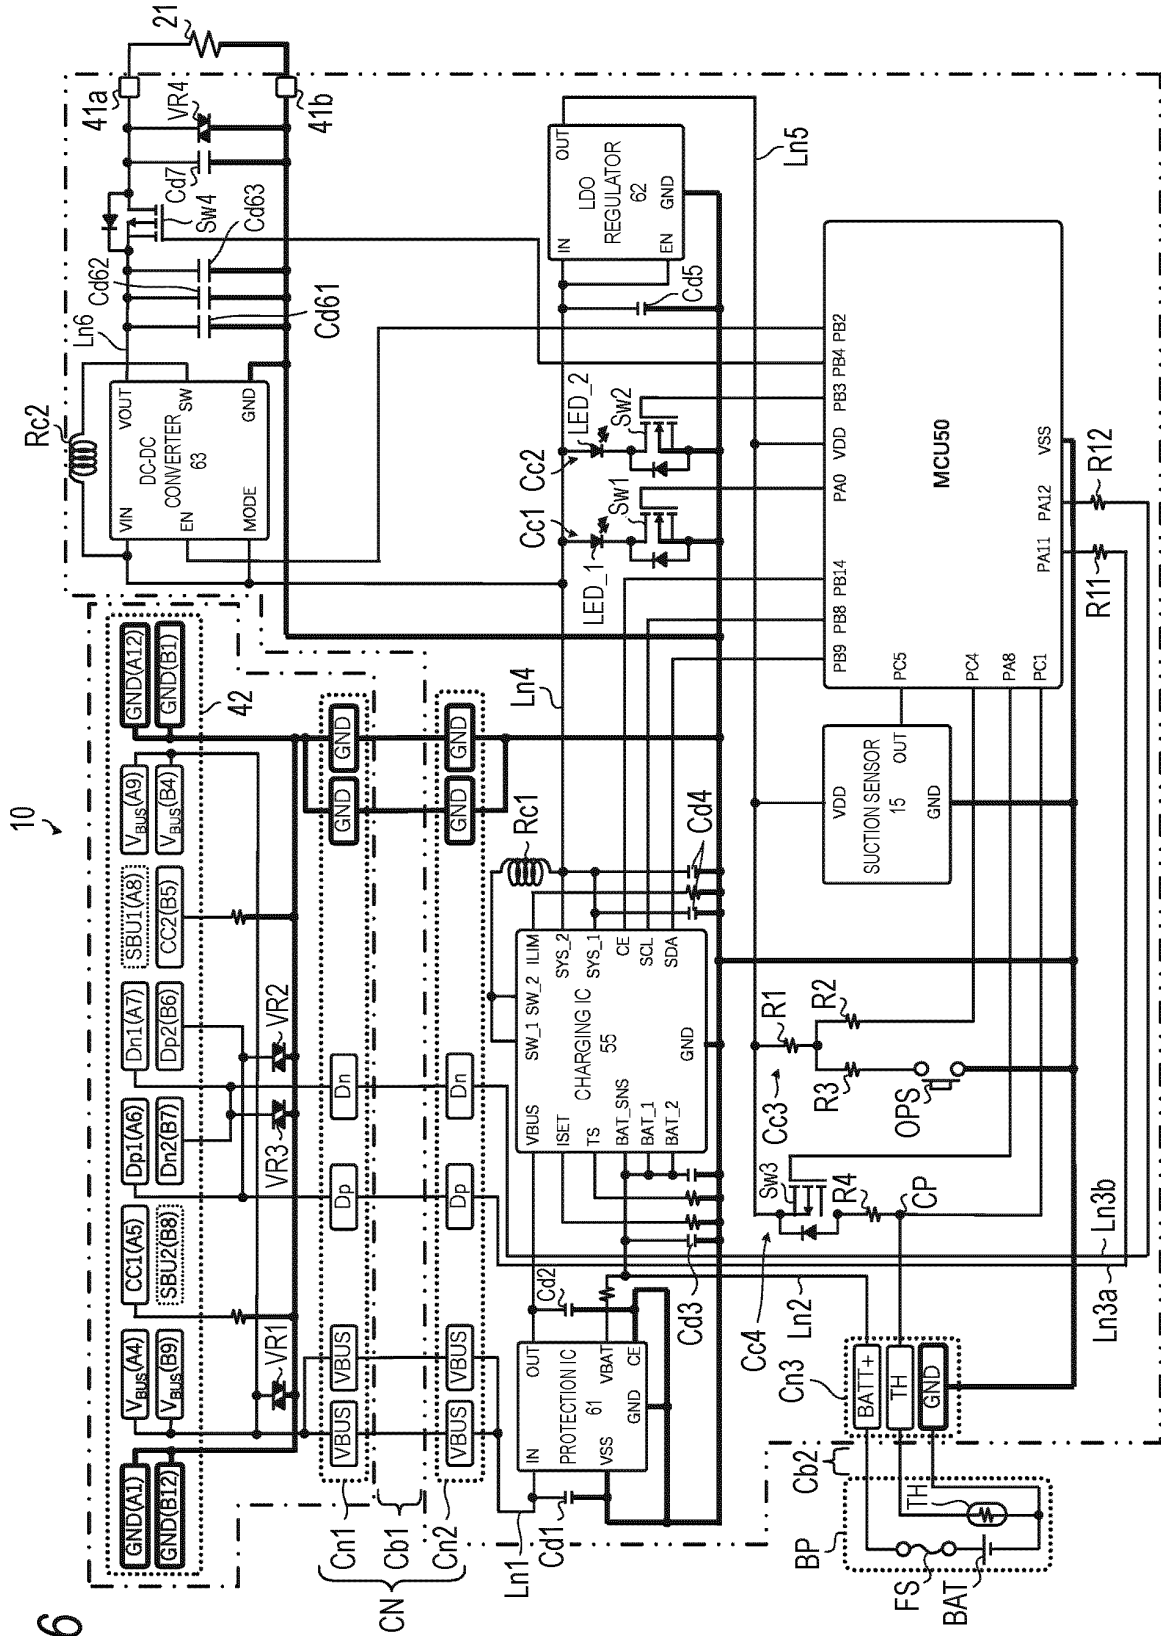 6
10
GND(A1)
GND(B12)
VBUS(A4)
VBUS(B9)
CC1(A5)
SBU2(B8)
Dp1(A6)
Dn2(B7)
Dn1(A7)
Dp2(B6)
SBU1(A8)
CC2(B5)
VBUS(A9)
VBUS(B4)
GND(A12)
GND(B1)
42
VR1
VR3
VR2
VBUS
VBUS
Dp
Dn
GND
GND
Cn1
Cb1
Cn2
CN
VBUS
VBUS
Dp
Dn
GND
GND
Rc2
VIN
VOUT
EN
DC-DC
CONVERTER
63
SW
MODE
GND
Ln6
Cd62
Cd61
Cd63
Sw4
Cd7
VR4
41a
41b
21
Ln1
Cd1
IN
OUT
PROTECTION IC
61
VSS
GND
VBAT
CE
Cd2
Cd3
Ln2
VBUS
ISET
TS
BAT_SNS
BAT_1
BAT_2
CHARGING IC
55
SW_1
SW_2
ILIM
SYS_2
SYS_1
CE
SCL
SDA
GND
Rc1
Cd4
Ln4
Cc1
LED_1
Sw1
Cc2
LED_2
Sw2
Cd5
IN
OUT
LDO
REGULATOR
62
EN
GND
Ln5
PB9
PB8
PB14
PA0
VDD
PB3
PB4
PB2
PC5
PC4
PA8
PC1
MCU50
PA11
PA12
VSS
R11
R12
VDD
OUT
SUCTION SENSOR
15
GND
Cc3
R1
R2
R3
OPS
Cc4
Sw3
R4
CP
Ln3b
Ln3a
Cn3
BATT+
TH
GND
Cb2
BP
TH
FS
BAT